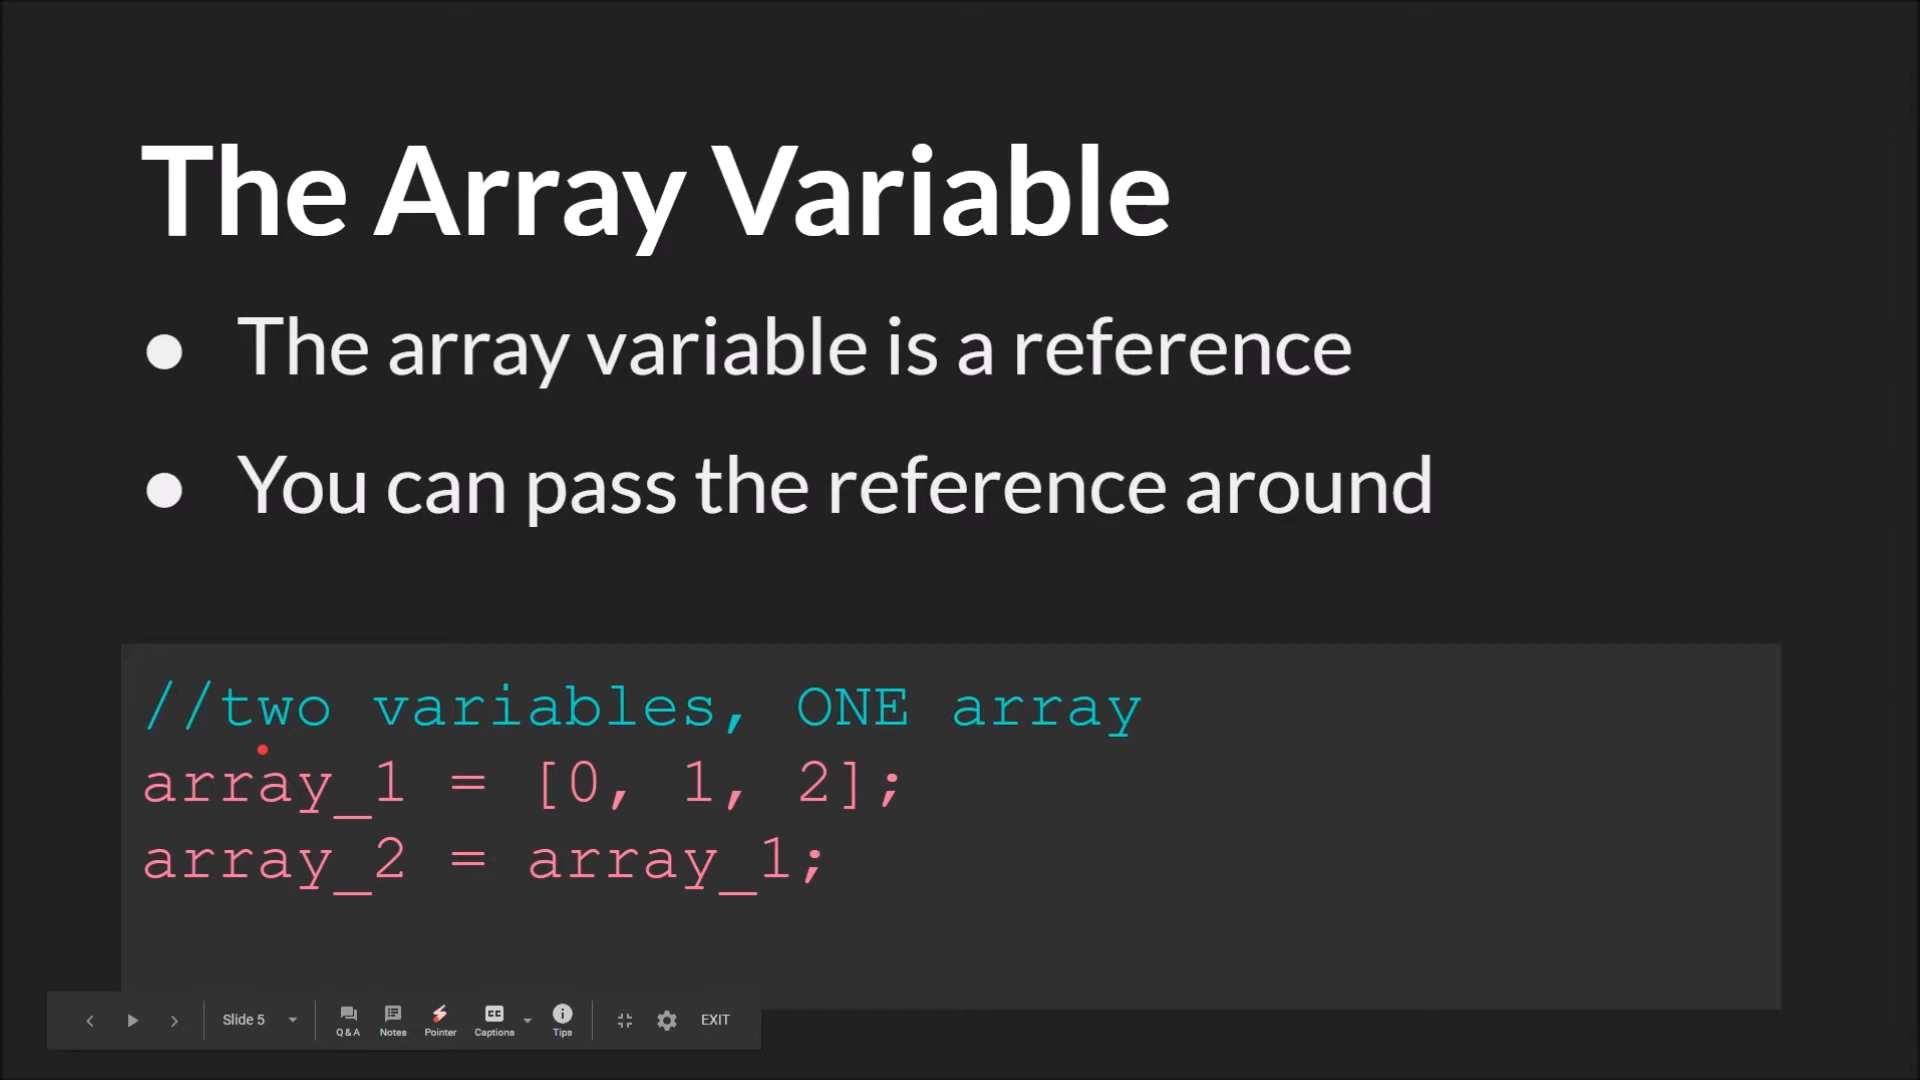 The Array Variable
● The array variable is a reference
● You can pass the reference around
//two variables, ONE array
array_1 = [0, 1, 2];
array_2 = array_1;
Slide 5 Q & A Notes Pointer CC Captions Tips EXIT